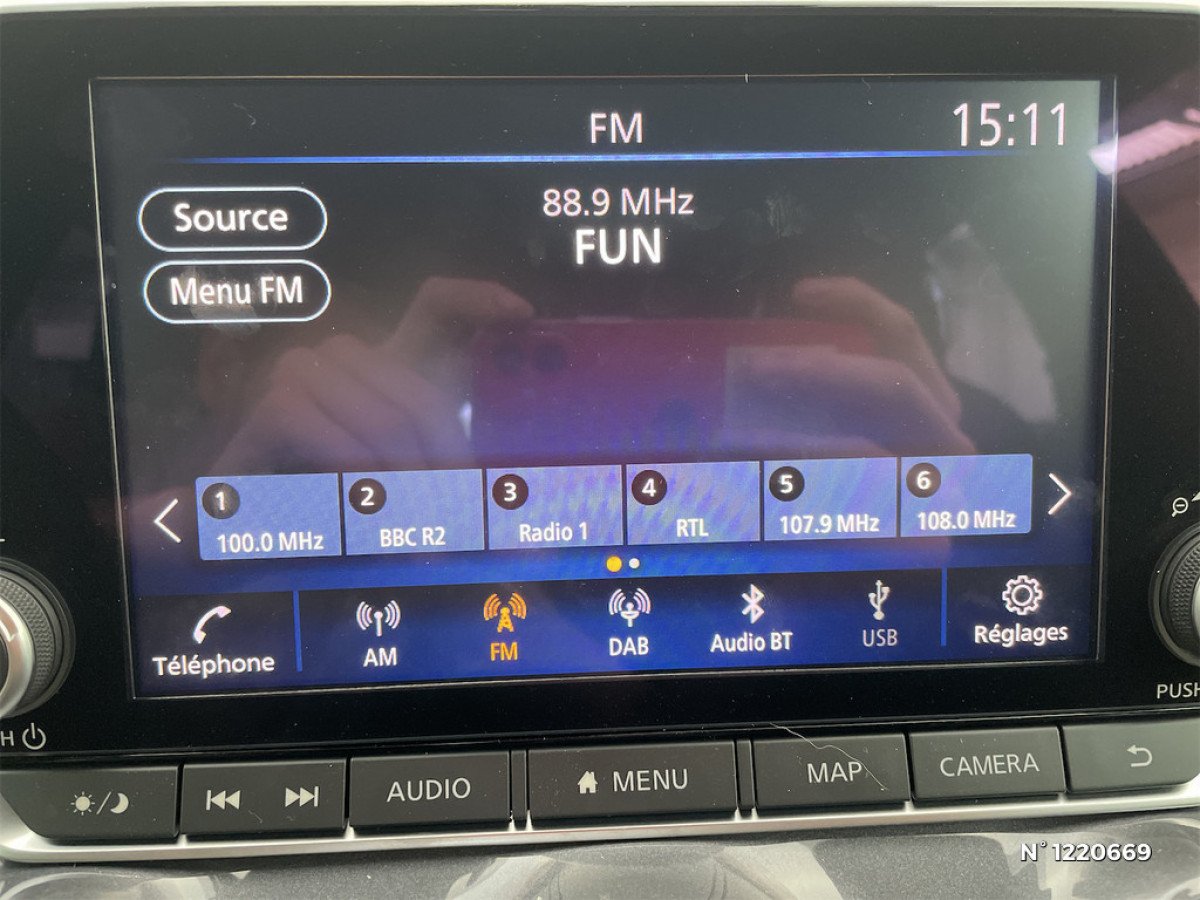 FM
15:11
Source
88.9 MHz
FUN
Menu FM
1
100.0 MHz
2
BBC R2
3
Radio 1
4
RTL
5
107.9 MHz
6
108.0 MHz
Téléphone
AM
FM
DAB
Audio BT
USB
Réglages
H
PUSH
AUDIO
MENU
MAP
CAMERA
N° 1220669